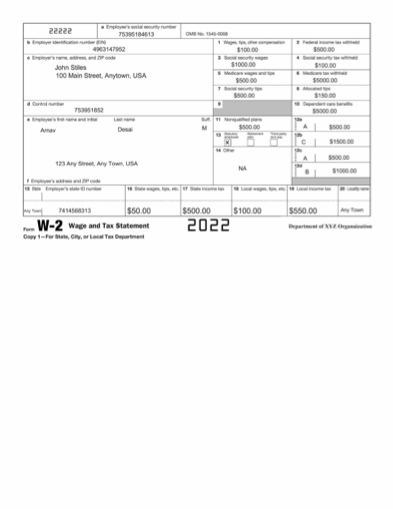 22222
a Employee's social security number
75395184613
OMB No. 1545-0008
b Employer identification number (EIN)
4963147952
1 Wages, tips, other compensation
$100.00
2 Federal income tax withheld
$500.00
c Employer's name, address, and ZIP code
John Stiles
100 Main Street, Anytown, USA
3 Social security wages
$1000.00
4 Social security tax withheld
$100.00
5 Medicare wages and tips
$500.00
6 Medicare tax withheld
$5000.00
7 Social security tips
$500.00
8 Allocated tips
$150.00
d Control number
753951852
9
10 Dependent care benefits
$5000.00
e Employee's first name and initial Last name Suff.
Arnav Desai M
11 Nonqualified plans
$500.00
12a
A $500.00
13 Statutory employee Retirement plan Third-party sick pay
X
12b
C $1500.00
14 Other
NA
12c
A $500.00
12d
B $1000.00
123 Any Street, Any Town, USA
f Employee's address and ZIP code
15 State Employer's state ID number 16 State wages, tips, etc. 17 State income tax 18 Local wages, tips, etc. 19 Local income tax 20 Locality name
Any Town 7414568313 $50.00 $500.00 $100.00 $550.00 Any Town
Form W-2 Wage and Tax Statement 2022 Department of XYZ Organization
Copy 1—For State, City, or Local Tax Department